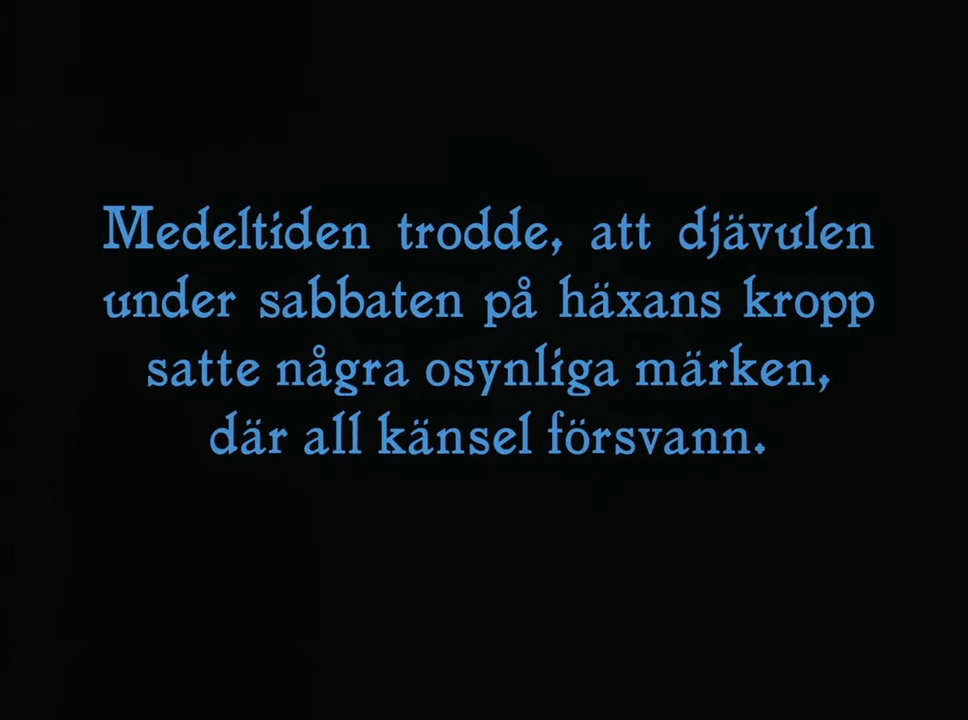 Medeltiden trodde, att djävulen
under sabbaten på häxans kropp
satte några osynliga märken,
där all känsel försvann.